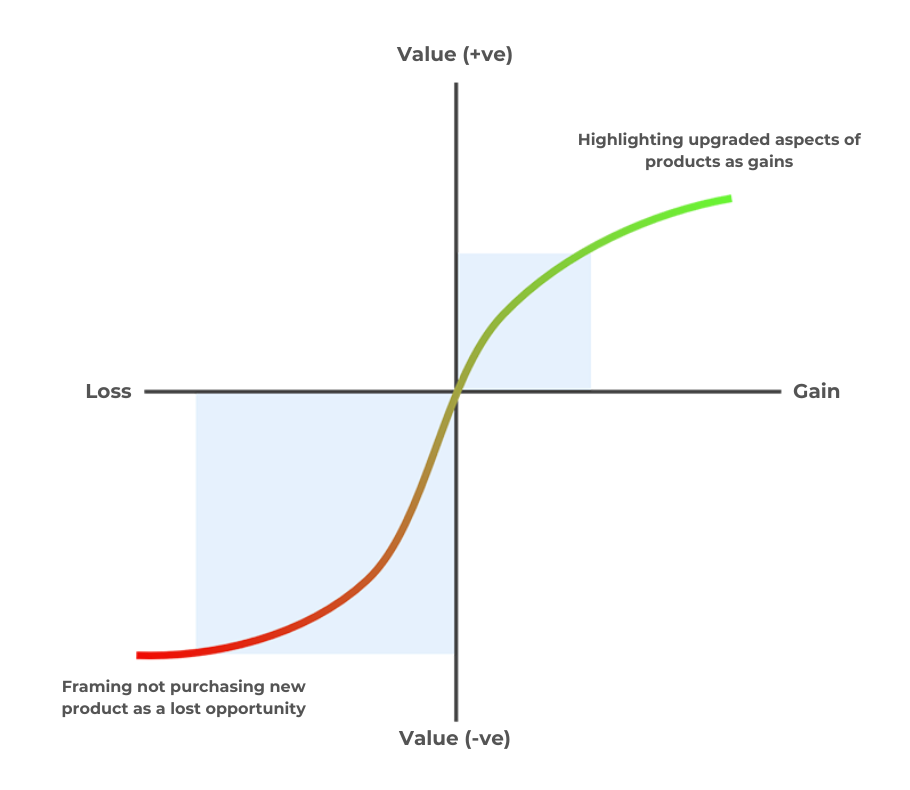 Value (+ve)
Highlighting upgraded aspects of
products as gains
Loss
Gain
Framing not purchasing new
product as a lost opportunity
Value (-ve)